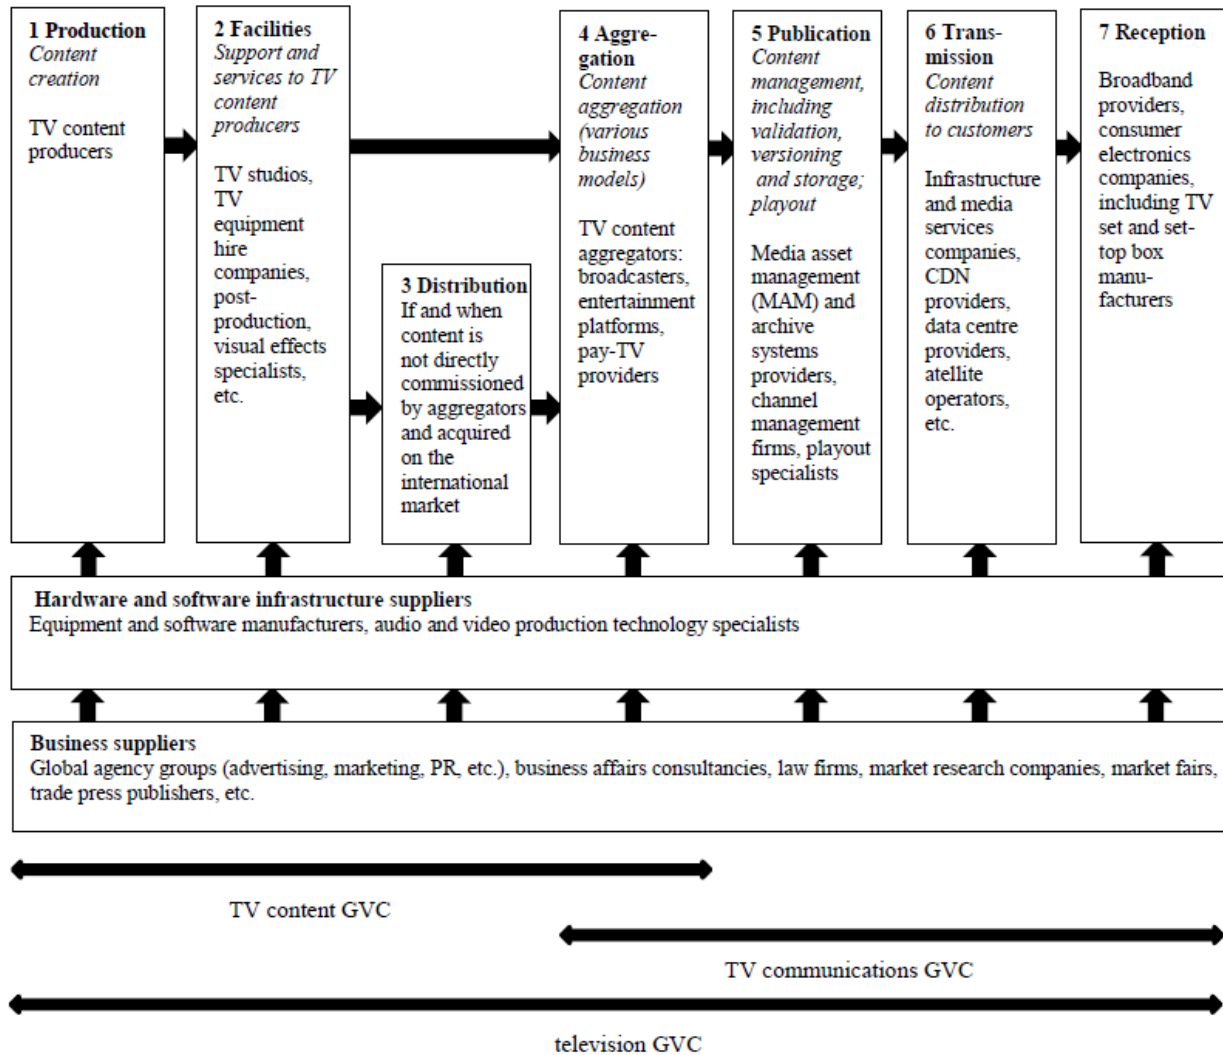 1 Production
Content
creation
TV content
producers
2 Facilities
Support and
services to TV
content
producers
TV studios,
TV
equipment
hire
companies,
post-
production,
visual effects
specialists,
etc.
3 Distribution
If and when
content is
not directly
commissioned
by aggregators
and acquired
on the
international
market
4 Aggre-
gation
Content
aggregation
(various
business
models)
TV content
aggregators:
broadcasters,
entertainment
platforms,
pay-TV
providers
5 Publication
Content
management,
including
validation,
versioning
and storage;
playout
Media asset
management
(MAM) and
archive
systems
providers,
channel
management
firms, playout
specialists
6 Trans-
mission
Content
distribution
to customers
Infrastructure
and media
services
companies,
CDN
providers,
data centre
providers,
atellite
operators,
etc.
7 Reception
Broadband
providers,
consumer
electronics
companies,
including TV
set and set-
top box
manu-
facturers
Hardware and software infrastructure suppliers
Equipment and software manufacturers, audio and video production technology specialists
Business suppliers
Global agency groups (advertising, marketing, PR, etc.), business affairs consultancies, law firms, market research companies, market fairs,
trade press publishers, etc.
TV content GVC
TV communications GVC
television GVC